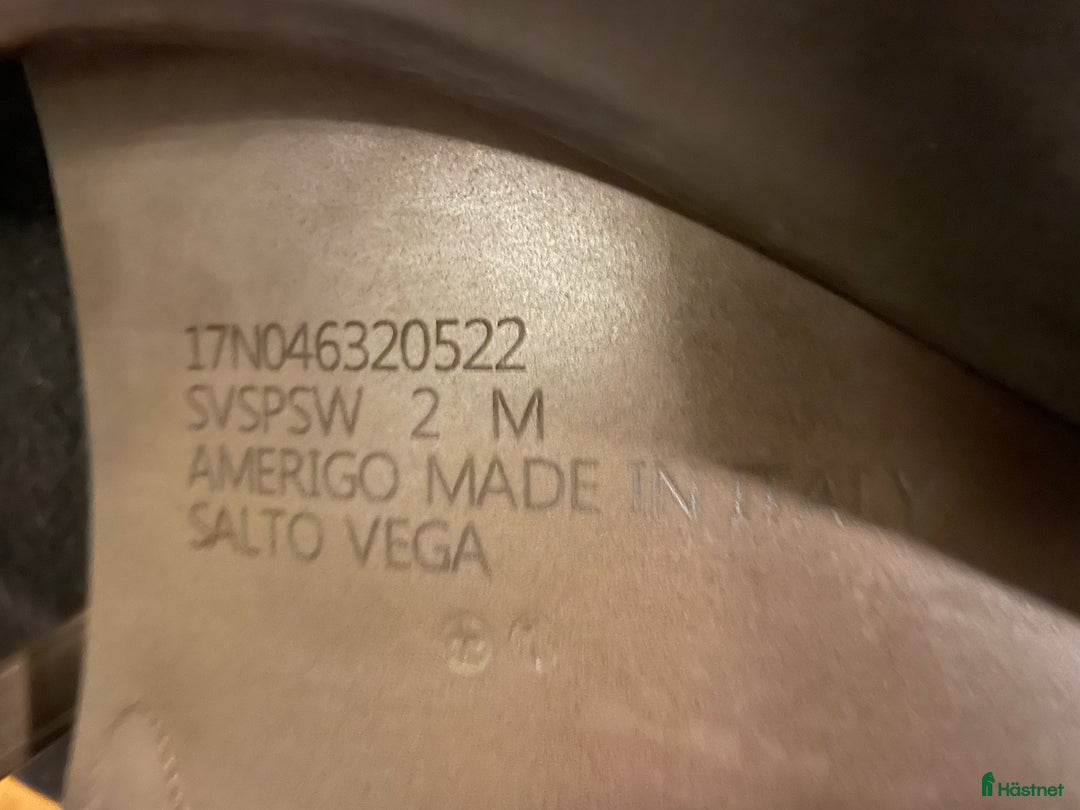 17N046320522
SVSPSW 2 M
AMERIGO MADE IN ITALY
SALTO VEGA
Hästnet